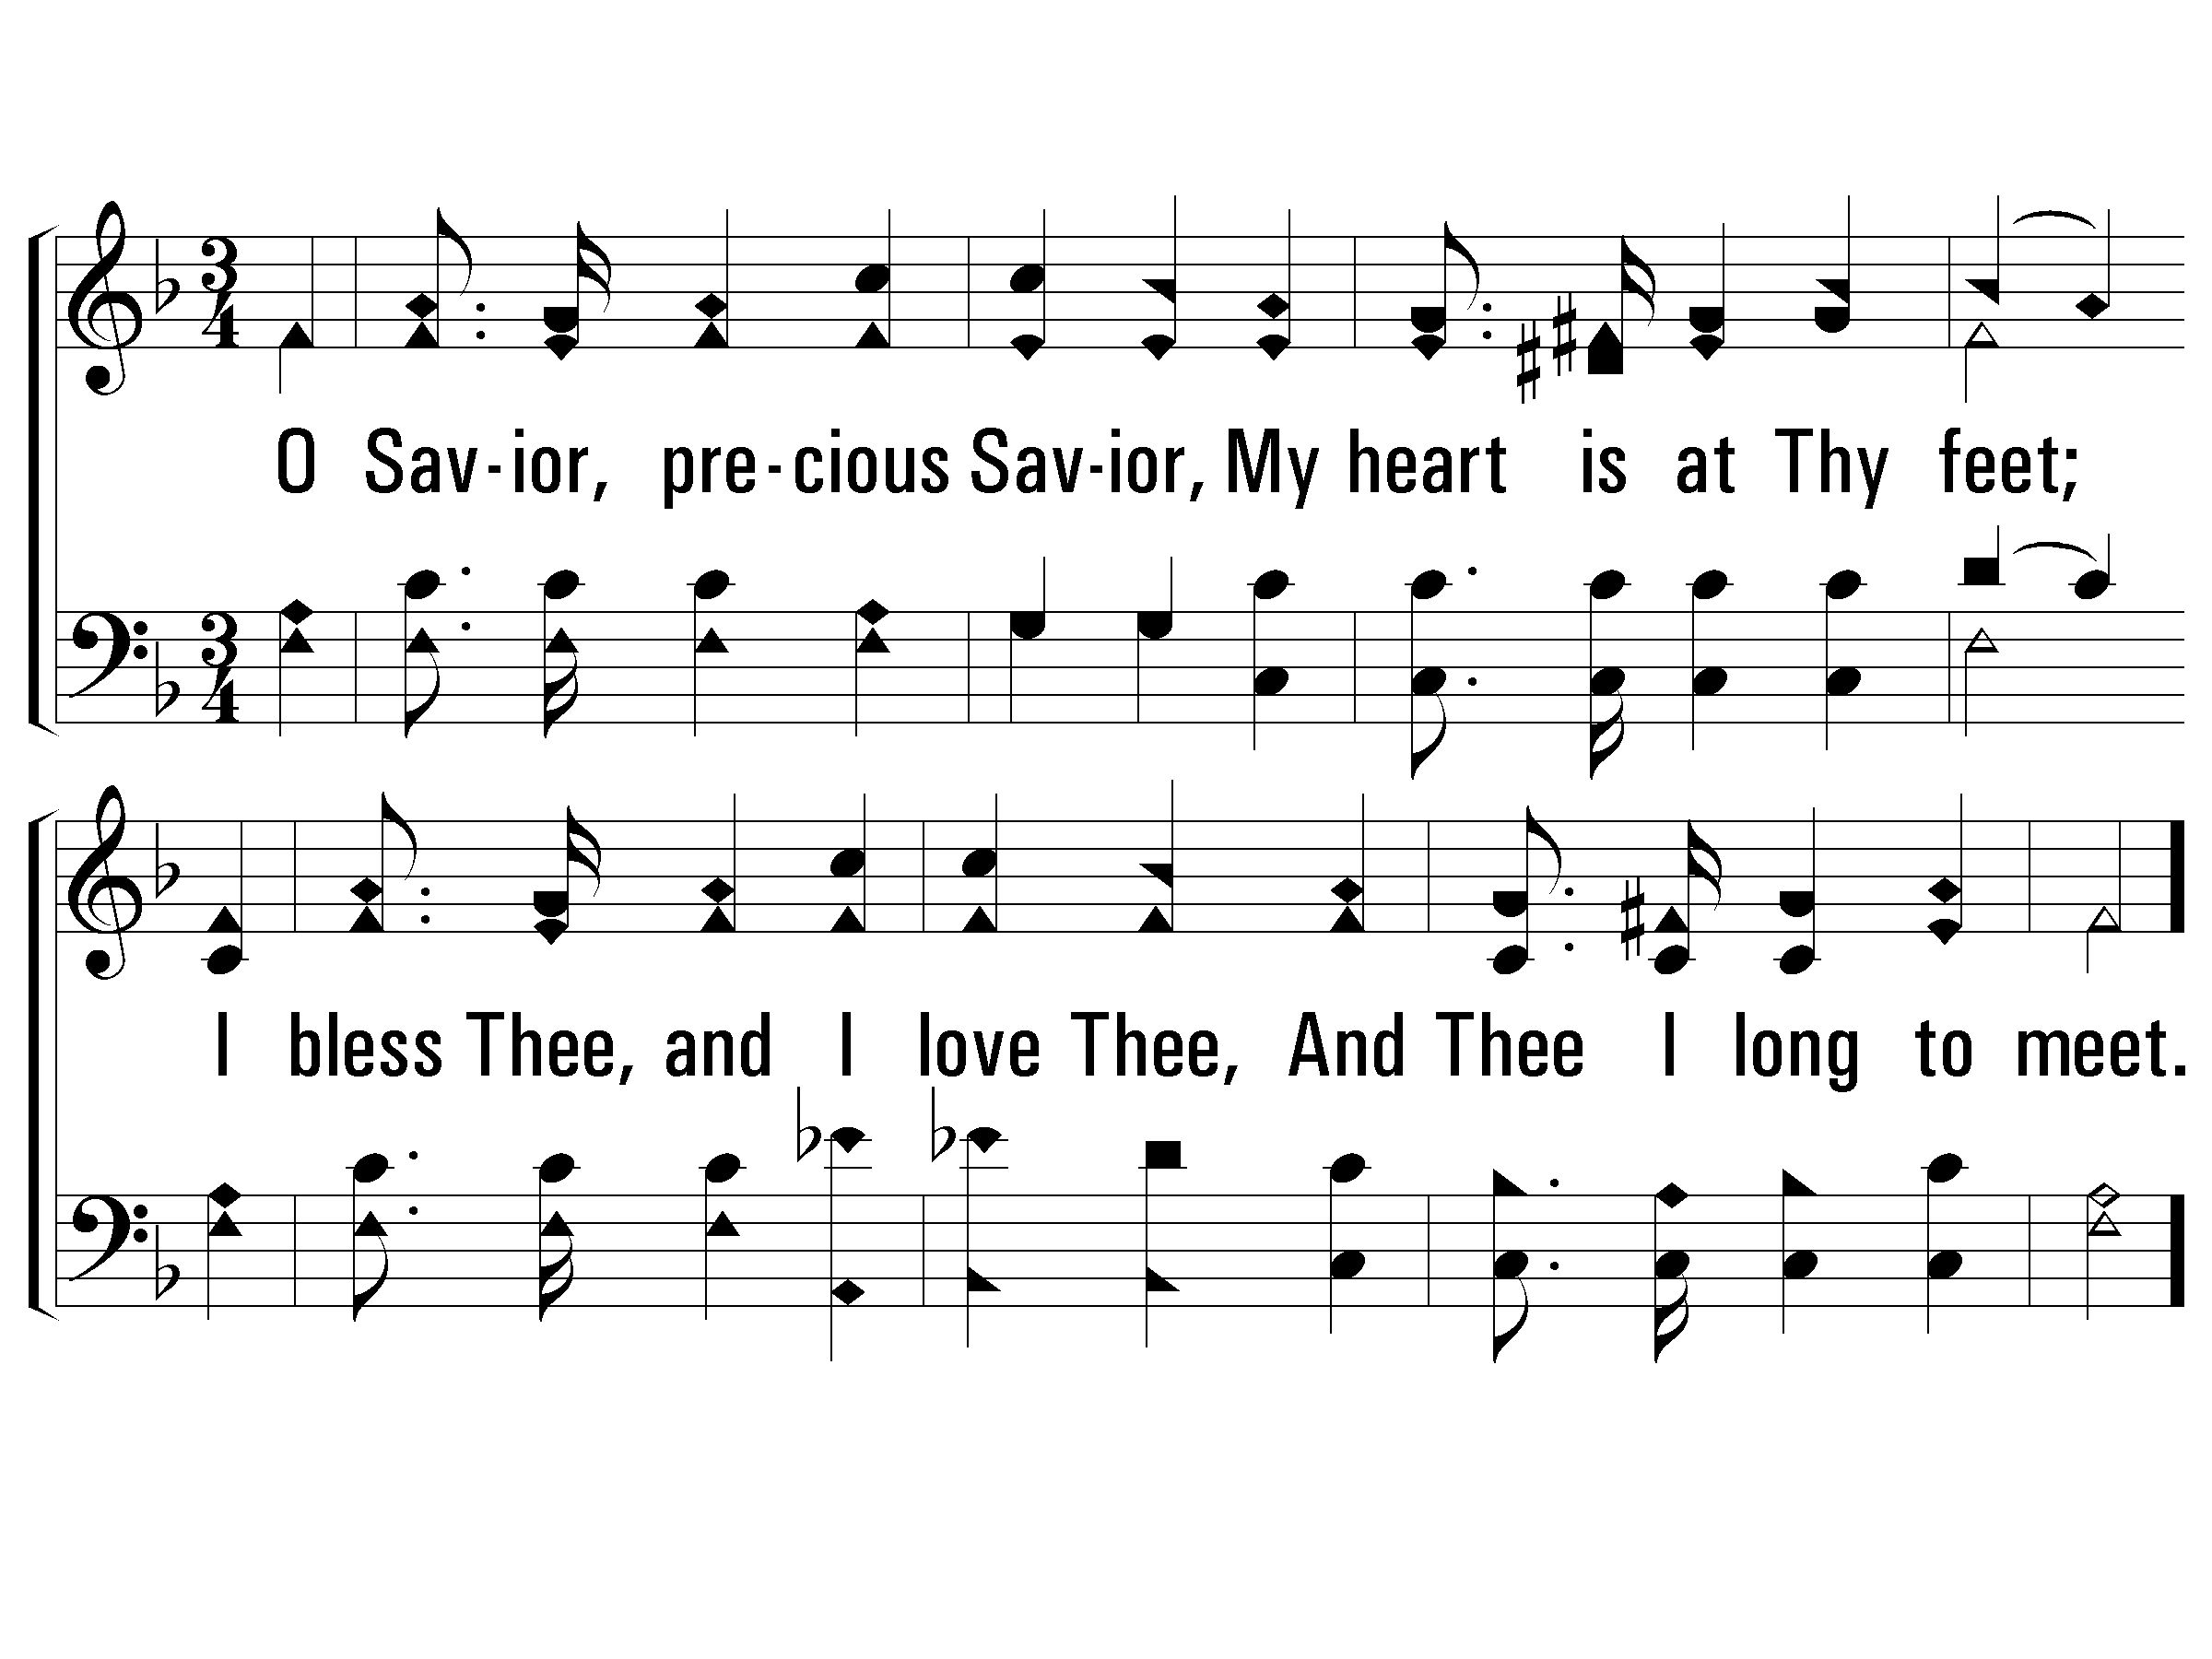 O Sav-ior, pre-cious Sav-ior, My heart is at Thy feet;
I bless Thee, and I love Thee, And Thee I long to meet.